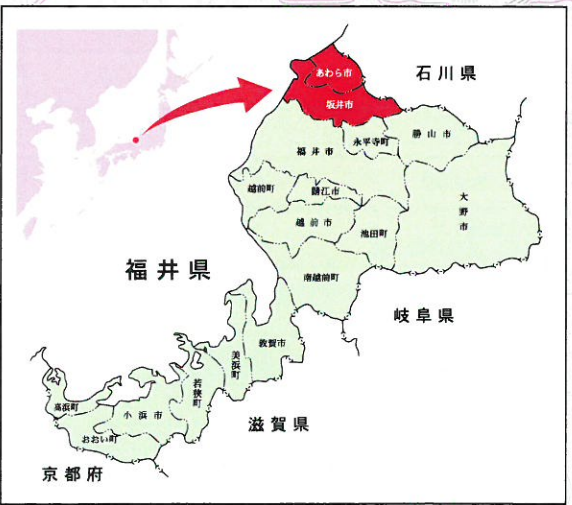 石川県
あわら市
坂井市
勝山市
永平寺町
福井市
越前町
鯖江市
大野市
越前市
池田町
福井県
南越前町
岐阜県
敦賀市
美浜町
若狭町
高浜町
小浜市
おおい町
滋賀県
京都府